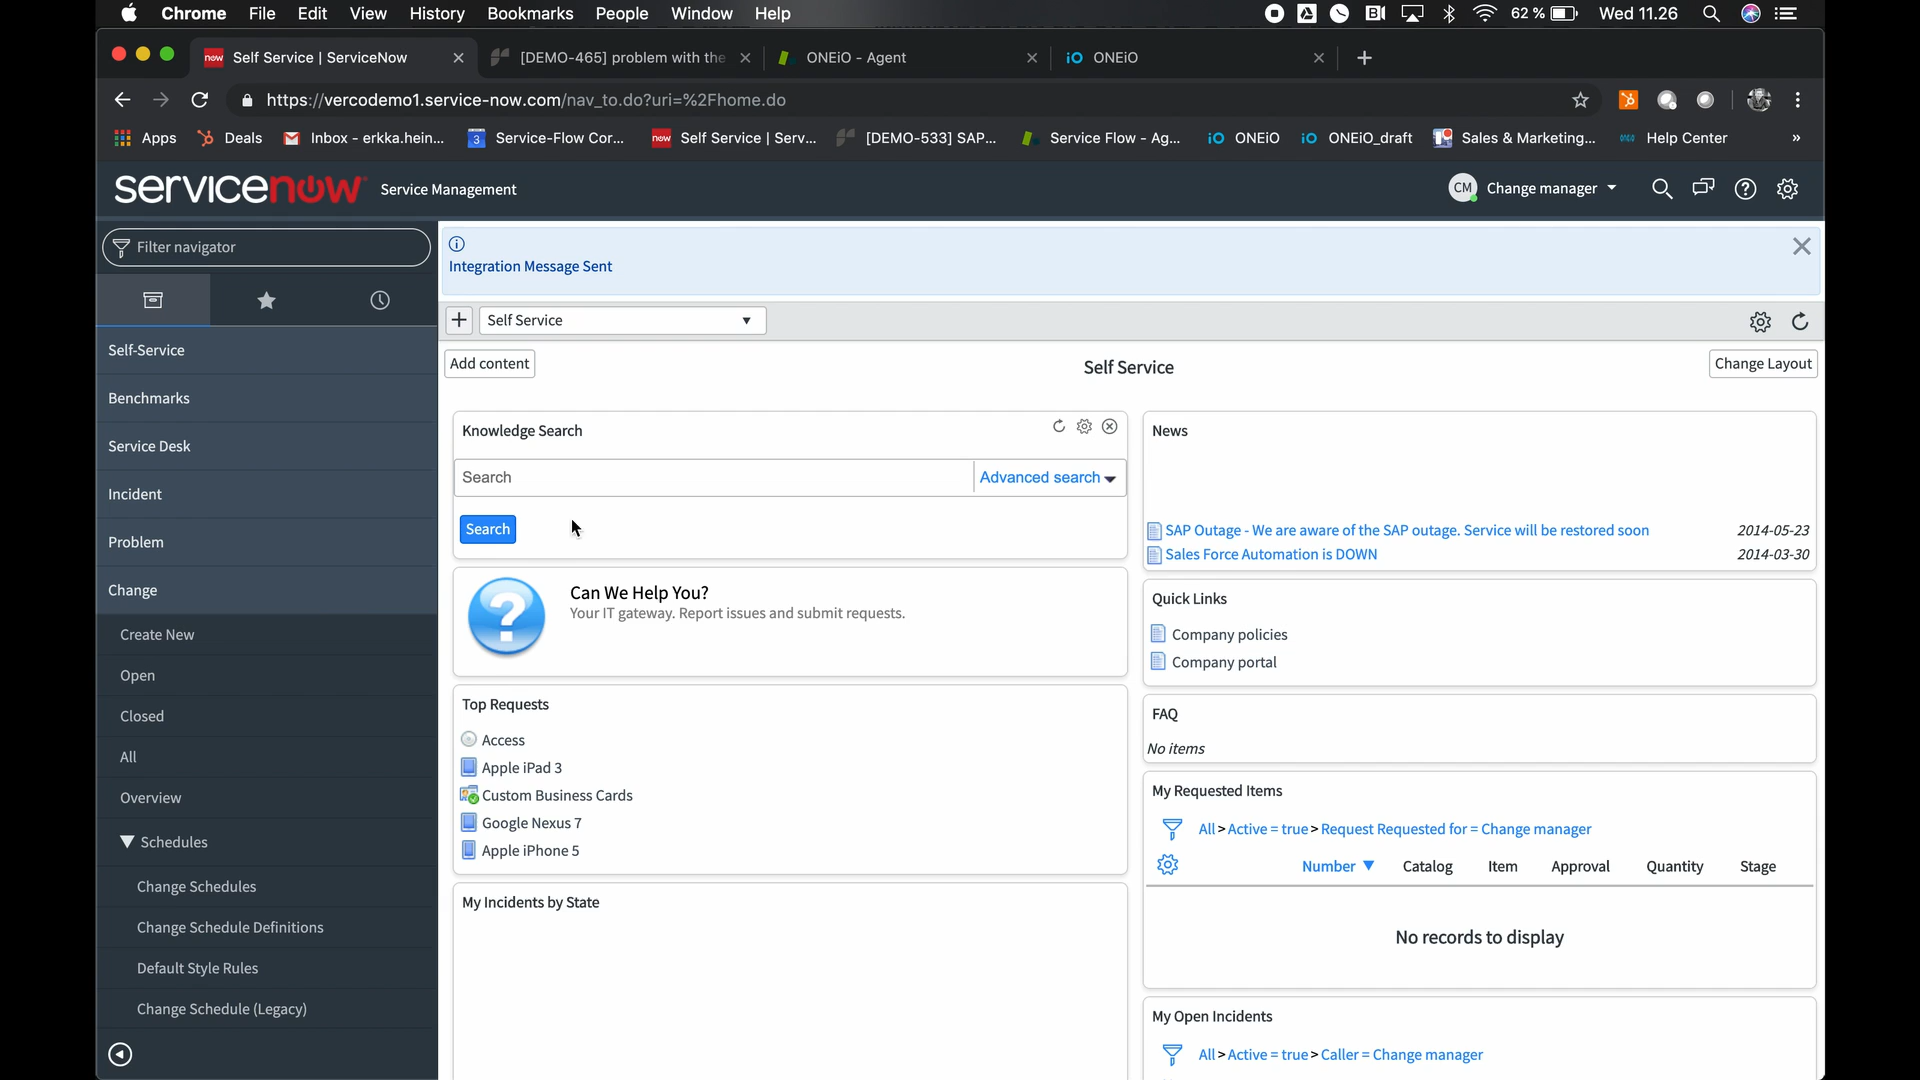 Chrome File Edit View History Bookmarks People Window Help 62 % Wed 11.26
now Self Service | ServiceNow [DEMO-465] problem with the ONEiO - Agent iO ONEiO
https://vercodemo1.service-now.com/nav_to.do?uri=%2Fhome.do
Apps Deals Inbox - erkka.hein... 3 Service-Flow Cor... now Self Service | Serv... [DEMO-533] SAP... Service Flow - Ag... iO ONEiO iO ONEiO_draft Sales & Marketing... Help Center »
servicenow Service Management CM Change manager
Filter navigator
Integration Message Sent
Self Service
Add content Self Service Change Layout
Self-Service
Benchmarks
Service Desk
Incident
Problem
Change
Create New
Open
Closed
All
Overview
Schedules
Change Schedules
Change Schedule Definitions
Default Style Rules
Change Schedule (Legacy)
Knowledge Search
Search Advanced search
Search
Can We Help You?
Your IT gateway. Report issues and submit requests.
Top Requests
Access
Apple iPad 3
Custom Business Cards
Google Nexus 7
Apple iPhone 5
My Incidents by State
News
SAP Outage - We are aware of the SAP outage. Service will be restored soon 2014-05-23
Sales Force Automation is DOWN 2014-03-30
Quick Links
Company policies
Company portal
FAQ
No items
My Requested Items
All > Active = true > Request Requested for = Change manager
Number Catalog Item Approval Quantity Stage
No records to display
My Open Incidents
All > Active = true > Caller = Change manager